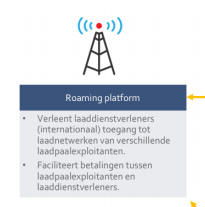 Roaming platform
• Verleent laaddienstverleners
(internationaal) toegang tot
laadnetwerken van verschillende
laadpaalexploitanten.
• Faciliteert betalingen tussen
laadpaalexploitanten en
laaddienstverleners.